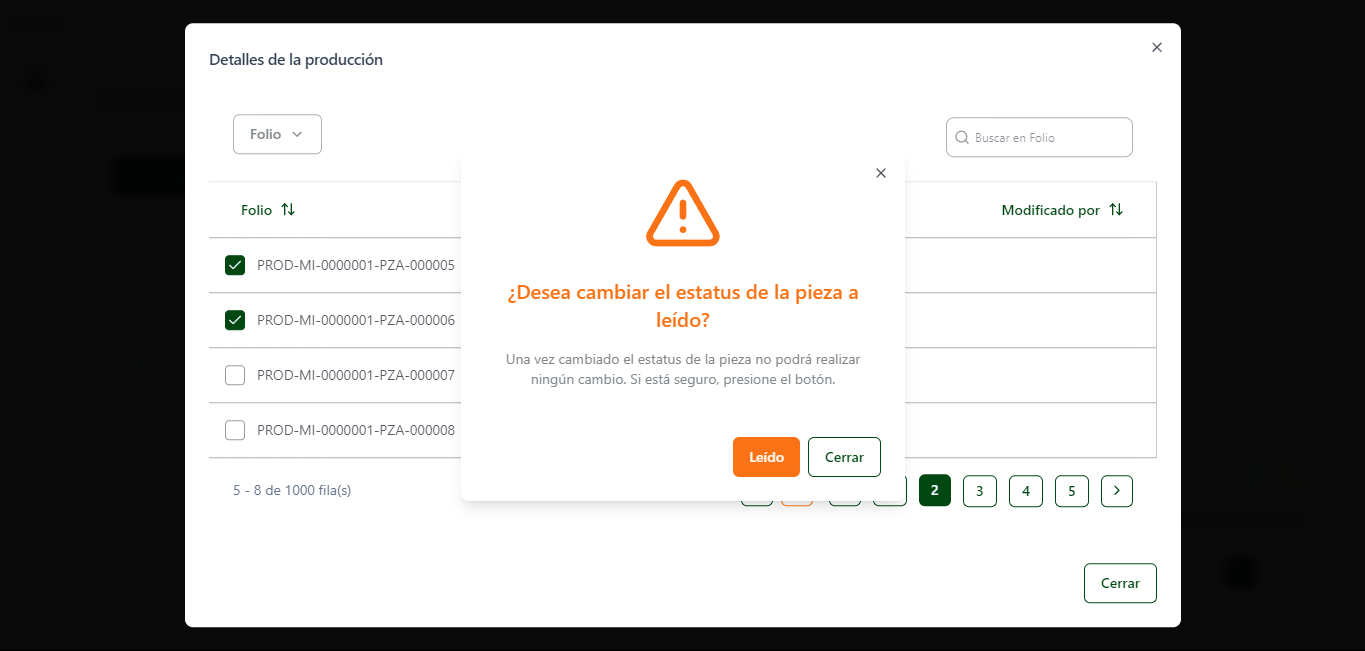 Detalles de la producción
Folio
Buscar en Folio
Folio
Modificado por
PROD-MI-0000001-PZA-000005
PROD-MI-0000001-PZA-000006
PROD-MI-0000001-PZA-000007
PROD-MI-0000001-PZA-000008
¿Desea cambiar el estatus de la pieza a
leído?
Una vez cambiado el estatus de la pieza no podrá realizar
ningún cambio. Si está seguro, presione el botón.
Leído
Cerrar
5 - 8 de 1000 fila(s)
2 3 4 5
Cerrar